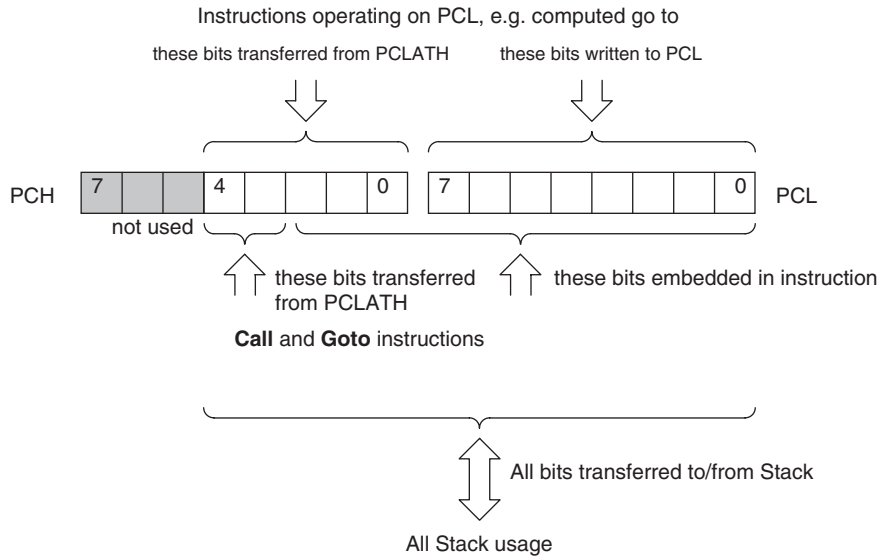 Instructions operating on PCL, e.g. computed go to
these bits transferred from PCLATH
these bits written to PCL
PCH
7
4
0
7
0
PCL
not used
these bits transferred
from PCLATH
these bits embedded in instruction
Call and Goto instructions
All bits transferred to/from Stack
All Stack usage